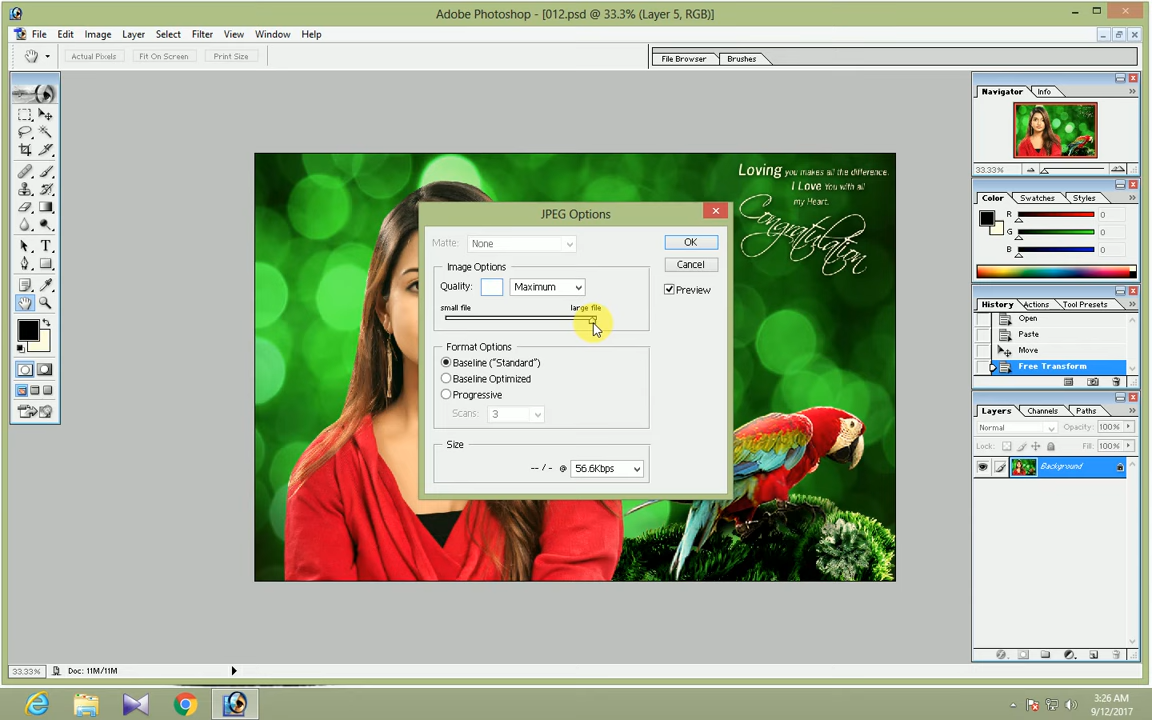 Adobe Photoshop - [012.psd @ 33.3% (Layer 5, RGB)]
File Edit Image Layer Select Filter View Window Help
Actual Pixels Fit On Screen Print Size
File Browser Brushes
Navigator Info
33.33%
Color Swatches Styles
R 0
G 0
B 0
History Actions Tool Presets
Open
Paste
Move
Free Transform
Layers Channels Paths
Normal Opacity: 100%
Lock: Fill: 100%
Background
Loving you makes all the difference.
I Love You with all
my Heart.
Congratulation
JPEG Options
Matte: None
OK
Cancel
Preview
Image Options
Quality: Maximum
small file large file
Format Options
Baseline ("Standard")
Baseline Optimized
Progressive
Scans: 3
Size
-- / - @ 56.6Kbps
33.33% Doc: 11M/11M
3:26 AM
9/12/2017